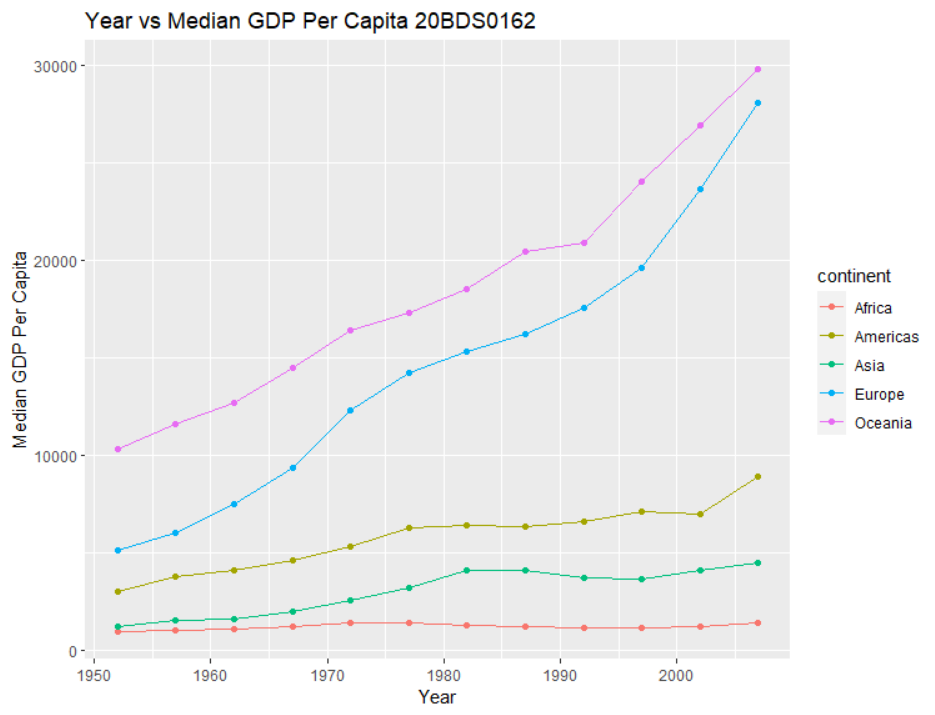 Year vs Median GDP Per Capita 20BDS0162
30000
20000
10000
0
Median GDP Per Capita
1950
1960
1970
1980
1990
2000
Year
continent
Africa
Americas
Asia
Europe
Oceania